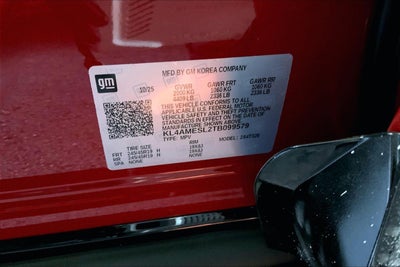 gm
MFD BY GM KOREA COMPANY
10/25
GVWR GAWR FRT GAWR RR
2000 KG 1060 KG 1060 KG
4409 LB 2336 LB 2336 LB
THIS VEHICLE CONFORMS TO ALL
APPLICABLE U.S. FEDERAL MOTOR
VEHICLE SAFETY AND THEFT
PREVENTION STANDARDS IN EFFECT ON THE DATE OF
MANUFACTURE SHOWN ABOVE.
KL4AMESL2TB099579
TYPE: MPV MODEL:
TIRE SIZE RIM
FRT 245/45R19 H 19X8J
RR 245/45R19 H 19X8J
SPA NONE NONE